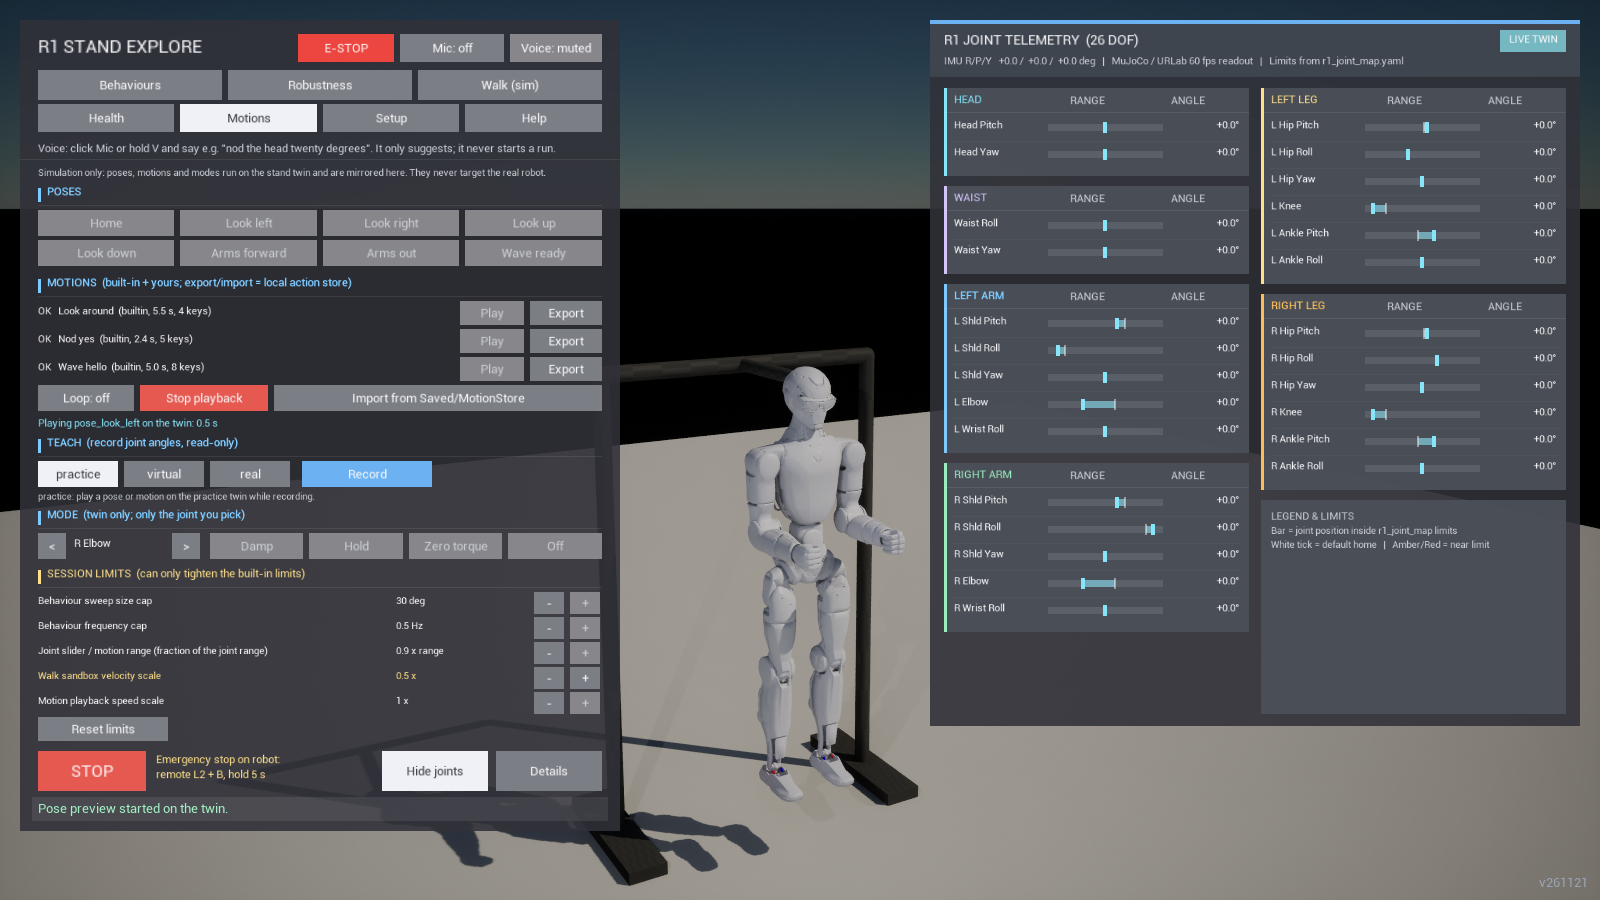 R1 STAND EXPLORE
E-STOP
Mic: off
Voice: muted
Behaviours
Robustness
Walk (sim)
Health
Motions
Setup
Help
Voice: click Mic or hold V and say e.g. "nod the head twenty degrees". It only suggests; it never starts a run.
Simulation only: poses, motions and modes run on the stand twin and are mirrored here. They never target the real robot.
POSES
Home
Look left
Look right
Look up
Look down
Arms forward
Arms out
Wave ready
MOTIONS (built-in + yours; export/import = local action store)
OK Look around (builtin, 5.5 s, 4 keys)
Play
Export
OK Nod yes (builtin, 2.4 s, 5 keys)
Play
Export
OK Wave hello (builtin, 5.0 s, 8 keys)
Play
Export
Loop: off
Stop playback
Import from Saved/MotionStore
Playing pose_look_left on the twin: 0.5 s
TEACH (record joint angles, read-only)
practice
virtual
real
Record
practice: play a pose or motion on the practice twin while recording.
MODE (twin only; only the joint you pick)
<
R Elbow
>
Damp
Hold
Zero torque
Off
SESSION LIMITS (can only tighten the built-in limits)
Behaviour sweep size cap 30 deg - +
Behaviour frequency cap 0.5 Hz - +
Joint slider / motion range (fraction of the joint range) 0.9 x range - +
Walk sandbox velocity scale 0.5 x - +
Motion playback speed scale 1 x - +
Reset limits
STOP
Emergency stop on robot:
remote L2 + B, hold 5 s
Hide joints
Details
Pose preview started on the twin.
R1 JOINT TELEMETRY (26 DOF)
LIVE TWIN
IMU R/P/Y +0.0 / +0.0 / +0.0 deg | MuJoCo / URLab 60 fps readout | Limits from r1_joint_map.yaml
HEAD RANGE ANGLE
Head Pitch +0.0°
Head Yaw +0.0°
WAIST RANGE ANGLE
Waist Roll +0.0°
Waist Yaw +0.0°
LEFT ARM RANGE ANGLE
L Shld Pitch +0.0°
L Shld Roll +0.0°
L Shld Yaw +0.0°
L Elbow +0.0°
L Wrist Roll +0.0°
RIGHT ARM RANGE ANGLE
R Shld Pitch +0.0°
R Shld Roll +0.0°
R Shld Yaw +0.0°
R Elbow +0.0°
R Wrist Roll +0.0°
LEFT LEG RANGE ANGLE
L Hip Pitch +0.0°
L Hip Roll +0.0°
L Hip Yaw +0.0°
L Knee +0.0°
L Ankle Pitch +0.0°
L Ankle Roll +0.0°
RIGHT LEG RANGE ANGLE
R Hip Pitch +0.0°
R Hip Roll +0.0°
R Hip Yaw +0.0°
R Knee +0.0°
R Ankle Pitch +0.0°
R Ankle Roll +0.0°
LEGEND & LIMITS
Bar = joint position inside r1_joint_map limits
White tick = default home | Amber/Red = near limit
v261121